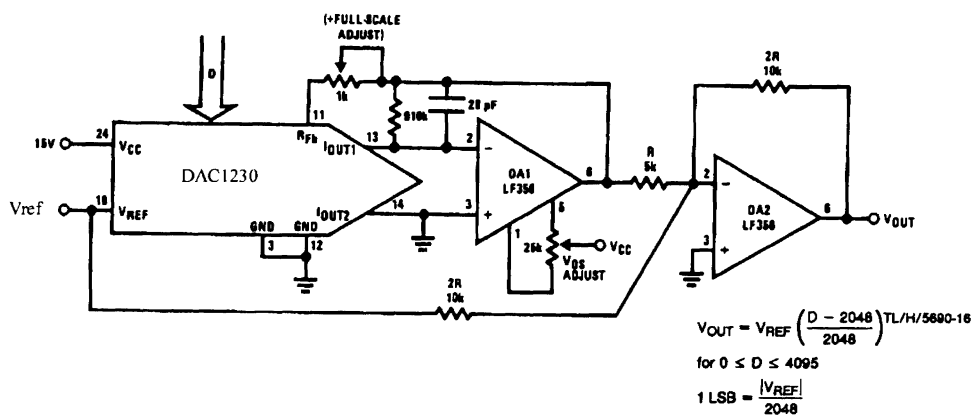 (+FULL-SCALE
ADJUST)
D
1k
910k
20 pF
2R
10k
11
RFb
13
IOUT1
24
15V
VCC
DAC1230
Vref
18
VREF
GND
3
GND
12
IOUT2
14
2
−
3
+
OA1
LF356
6
1
5
25k
VCC
VOS
ADJUST
R
5k
2
−
3
+
OA2
LF356
6
VOUT
2R
10k
VOUT = VREF (D − 2048 / 2048) TL/H/5690-16
for 0 ≤ D ≤ 4095
1 LSB = |VREF| / 2048